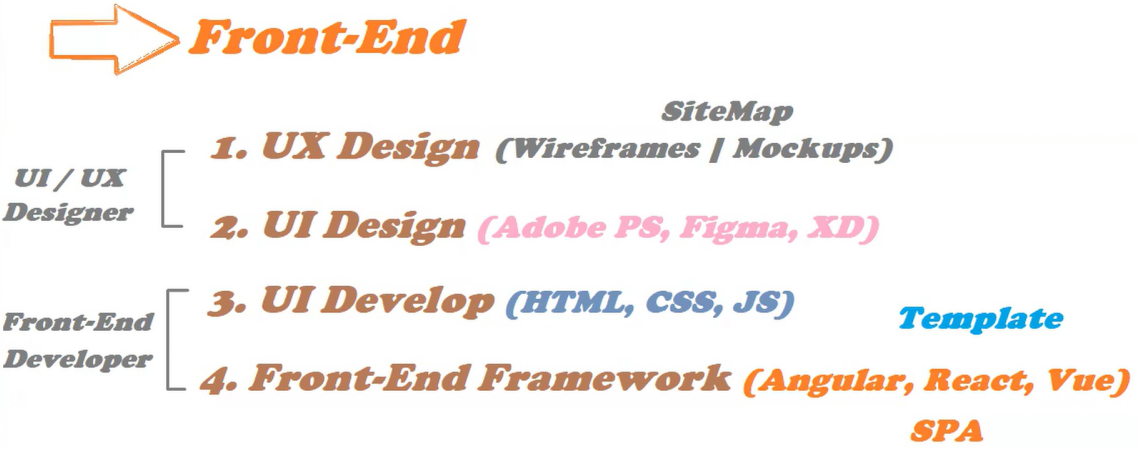 Front-End
SiteMap
1. UX Design (Wireframes | Mockups)
UI / UX
Designer
2. UI Design (Adobe PS, Figma, XD)
3. UI Develop (HTML, CSS, JS)
Template
Front-End
Developer
4. Front-End Framework (Angular, React, Vue)
SPA